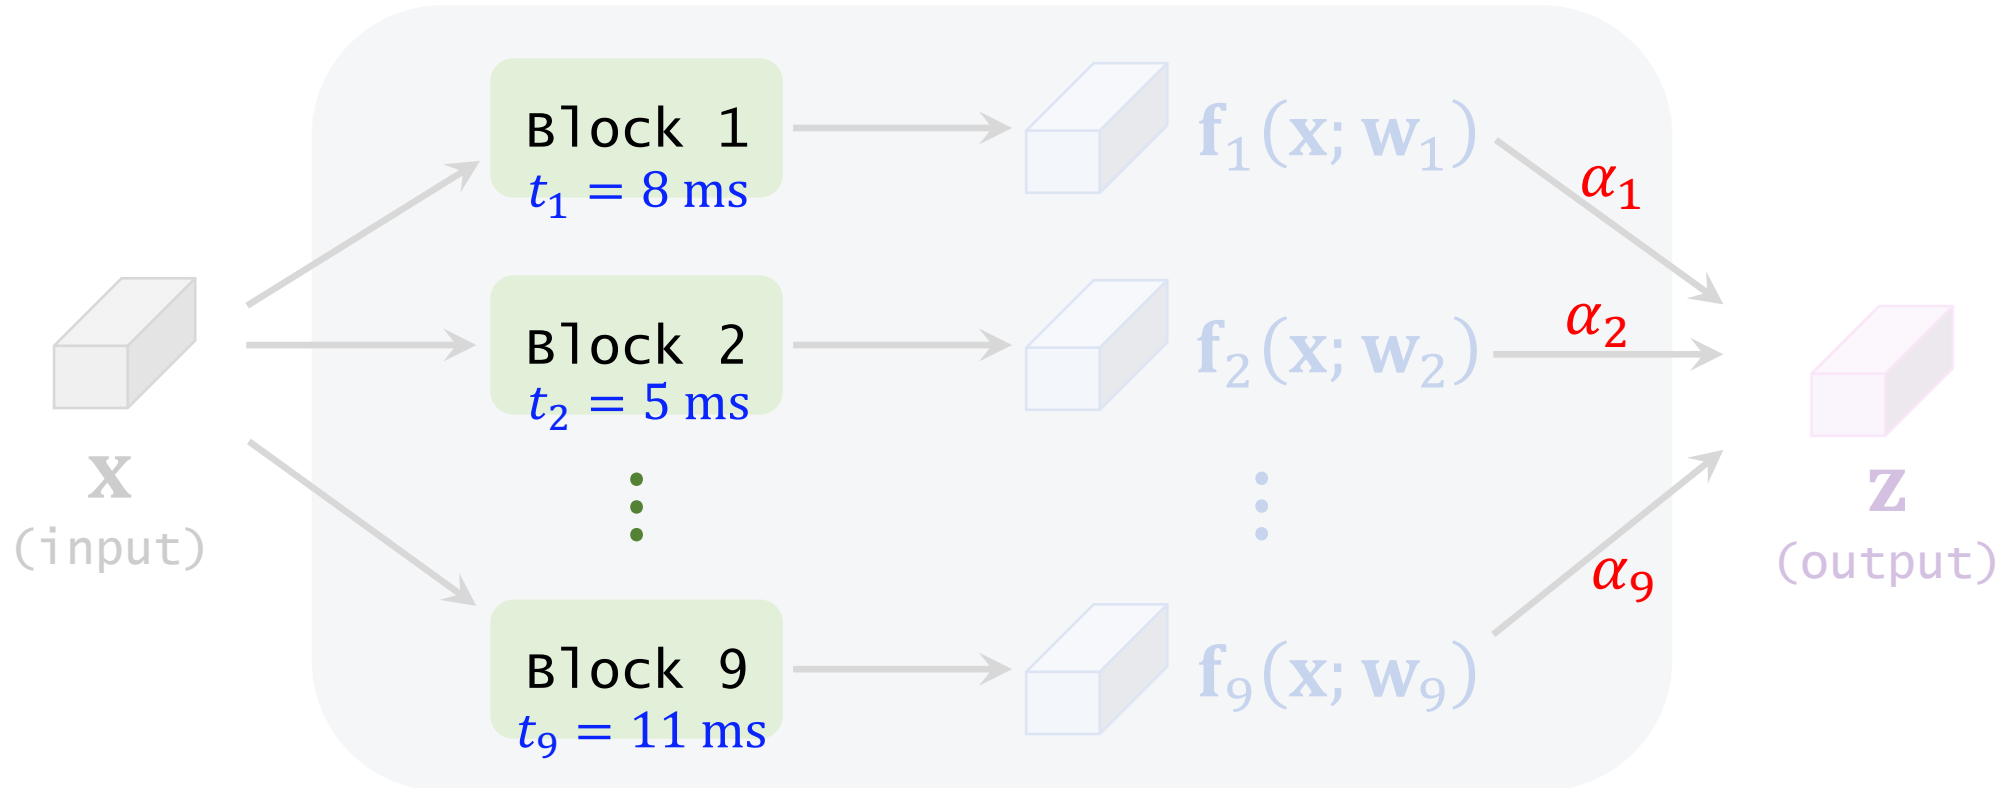 Block 1
t₁ = 8 ms
f₁(x; w₁)
α₁
Block 2
t₂ = 5 ms
f₂(x; w₂)
α₂
x
(input)
⋮
⋮
z
(output)
Block 9
t₉ = 11 ms
f₉(x; w₉)
α₉